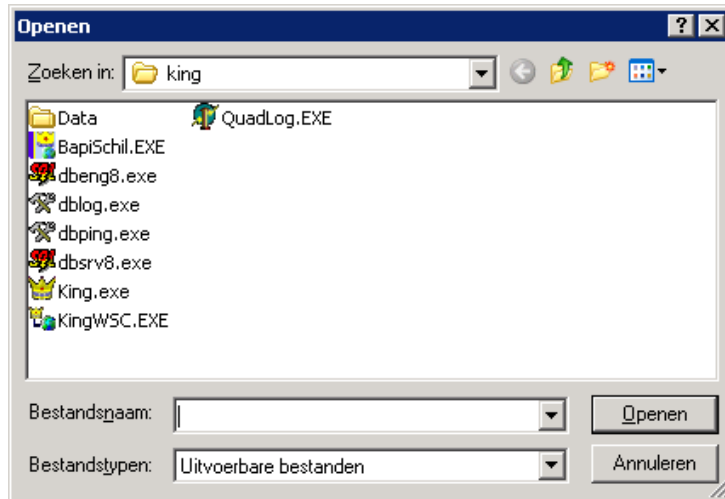 Openen
Zoeken in: king
Data QuadLog.EXE
BapiSchil.EXE
dbeng8.exe
dblog.exe
dbping.exe
dbsrv8.exe
King.exe
KingWSC.EXE
Bestandsnaam: Openen
Bestandstypen: Uitvoerbare bestanden Annuleren